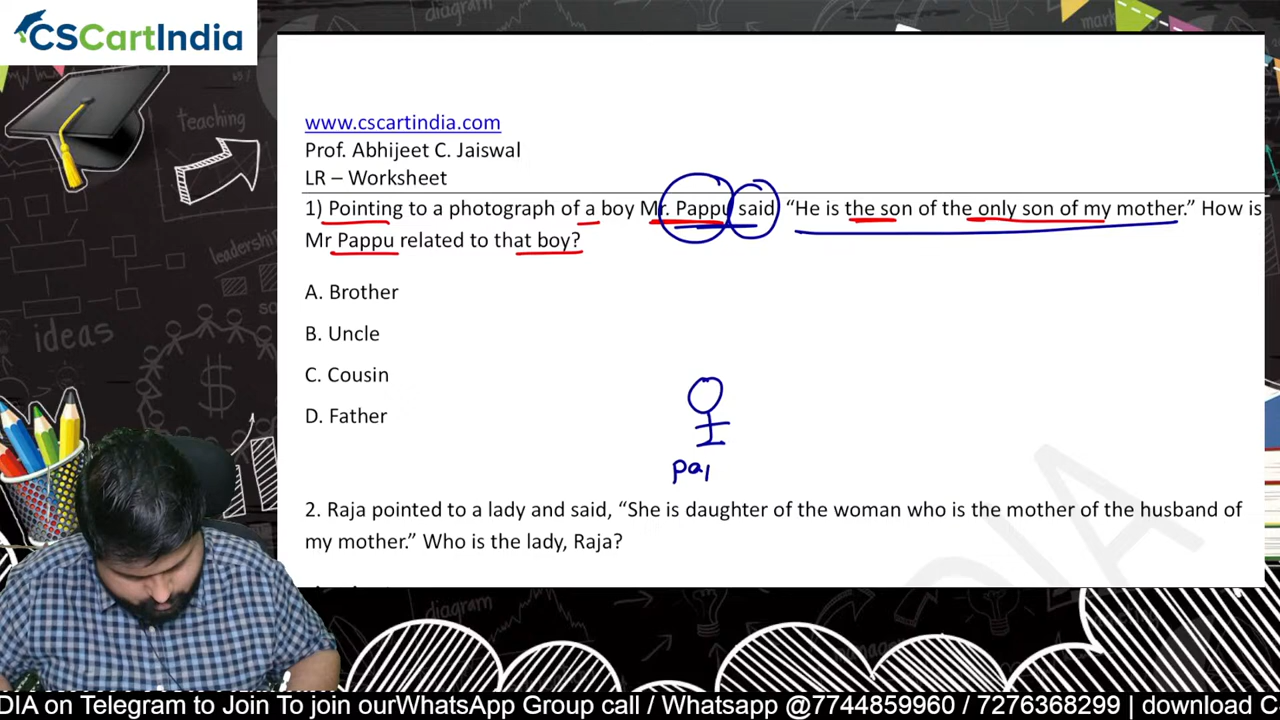 CSCartIndia
www.cscartindia.com
Prof. Abhijeet C. Jaiswal
LR – Worksheet
1) Pointing to a photograph of a boy Mr. Pappu said, “He is the son of the only son of my mother.” How is
Mr Pappu related to that boy?
A. Brother
B. Uncle
C. Cousin
D. Father
pa
2. Raja pointed to a lady and said, “She is daughter of the woman who is the mother of the husband of
my mother.” Who is the lady, Raja?
teaching
leadership
ideas
diagram
DIA on Telegram to Join To join ourWhatsApp Group call / Whatsapp @7744859960 / 7276368299 | download C